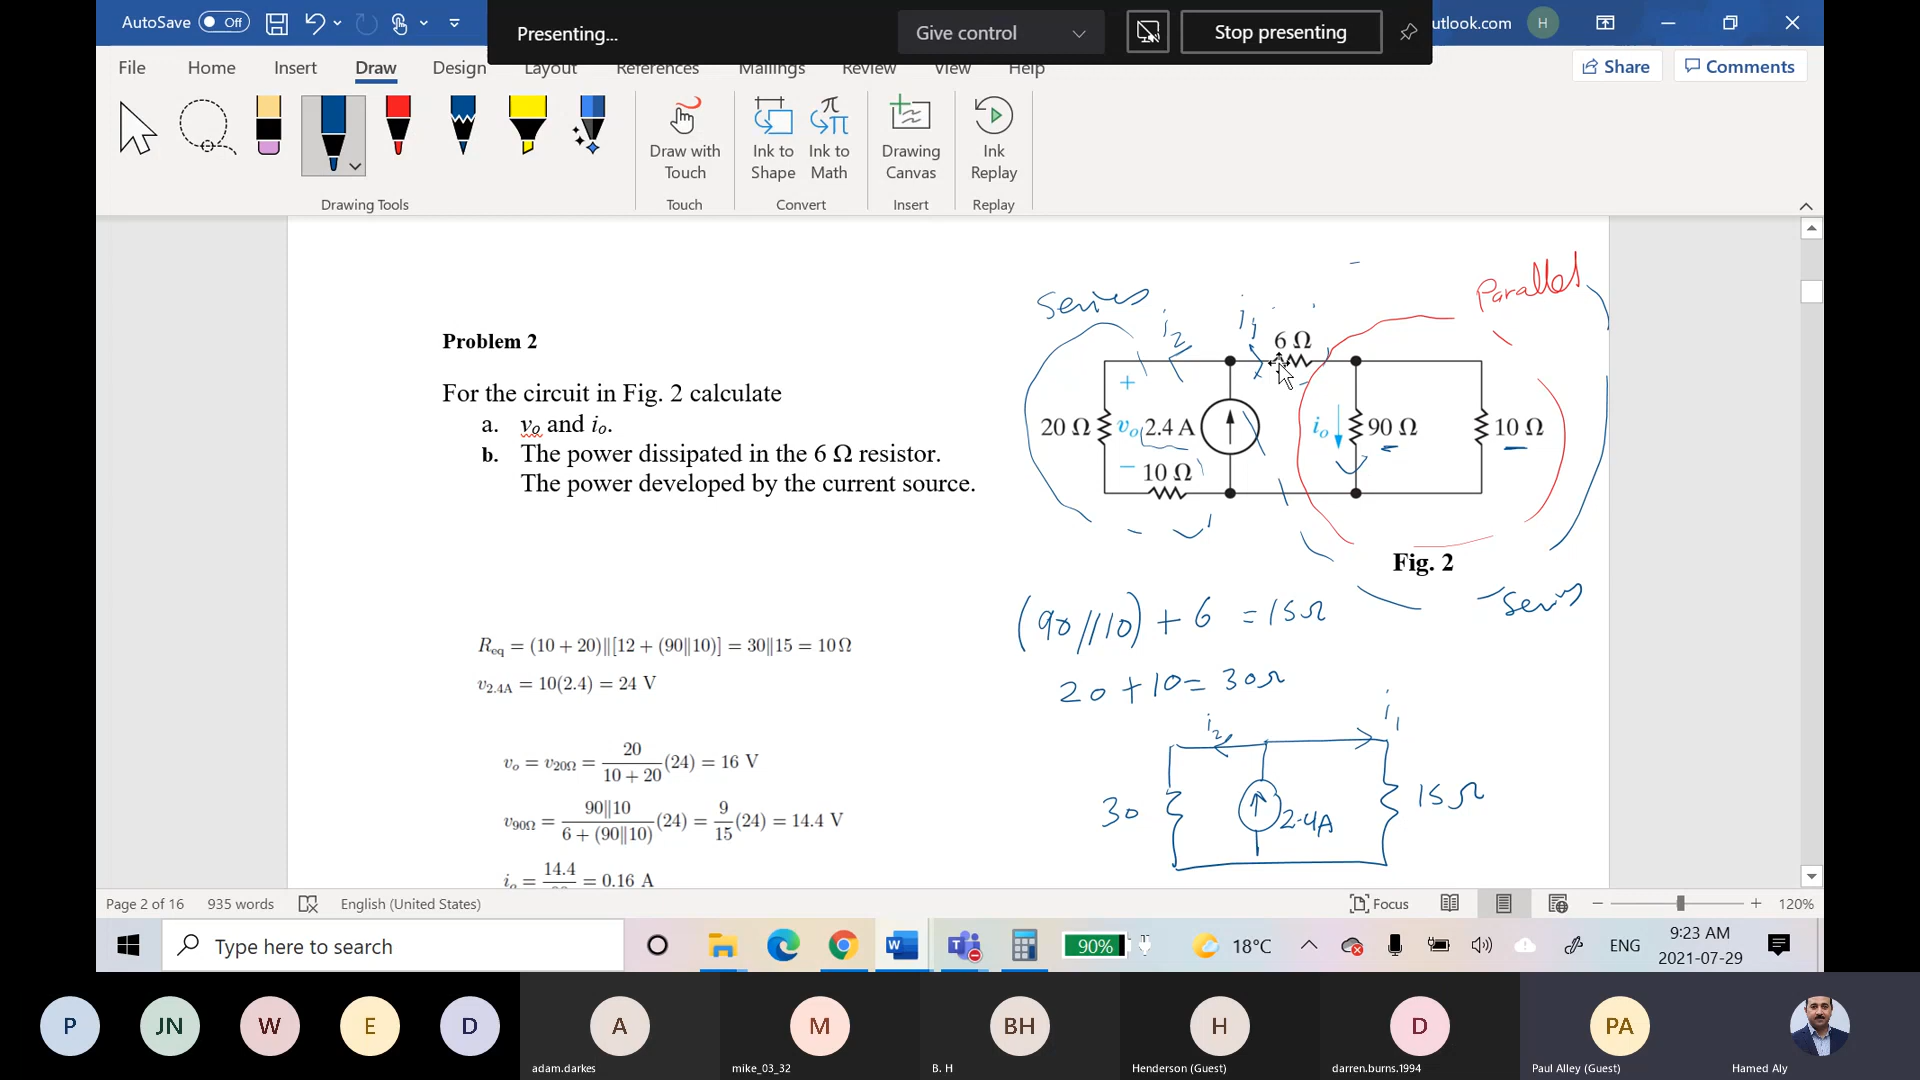 AutoSave Off
Presenting...
Give control
Stop presenting
utlook.com
H
File Home Insert Draw Design Layout References Mailings Review View Help
Share
Comments
Draw with Touch
Ink to Shape
Ink to Math
Drawing Canvas
Ink Replay
Drawing Tools
Touch
Convert
Insert
Replay
Problem 2
For the circuit in Fig. 2 calculate
a. vo and io.
b. The power dissipated in the 6 Ω resistor.
The power developed by the current source.
Series
Parallel
i2
i1
6 Ω
+
20 Ω
vo
2.4 A
io
90 Ω
10 Ω
−
10 Ω
Fig. 2
Series
(90//10) + 6 = 15Ω
20 + 10 = 30Ω
i2
i1
30
2.4A
15Ω
Req = (10 + 20)‖[12 + (90‖10)] = 30‖15 = 10 Ω
v2.4A = 10(2.4) = 24 V
vo = v20Ω = 20/(10 + 20) (24) = 16 V
v90Ω = 90‖10/(6 + (90‖10)) (24) = 9/15 (24) = 14.4 V
io = 14.4 = 0.16 A
Page 2 of 16
935 words
English (United States)
Focus
120%
Type here to search
90%
18°C
ENG
9:23 AM
2021-07-29
P
JN
W
E
D
A
M
BH
H
D
PA
adam.darkes
mike_03_32
B. H
Henderson (Guest)
darren.burns.1994
Paul Alley (Guest)
Hamed Aly